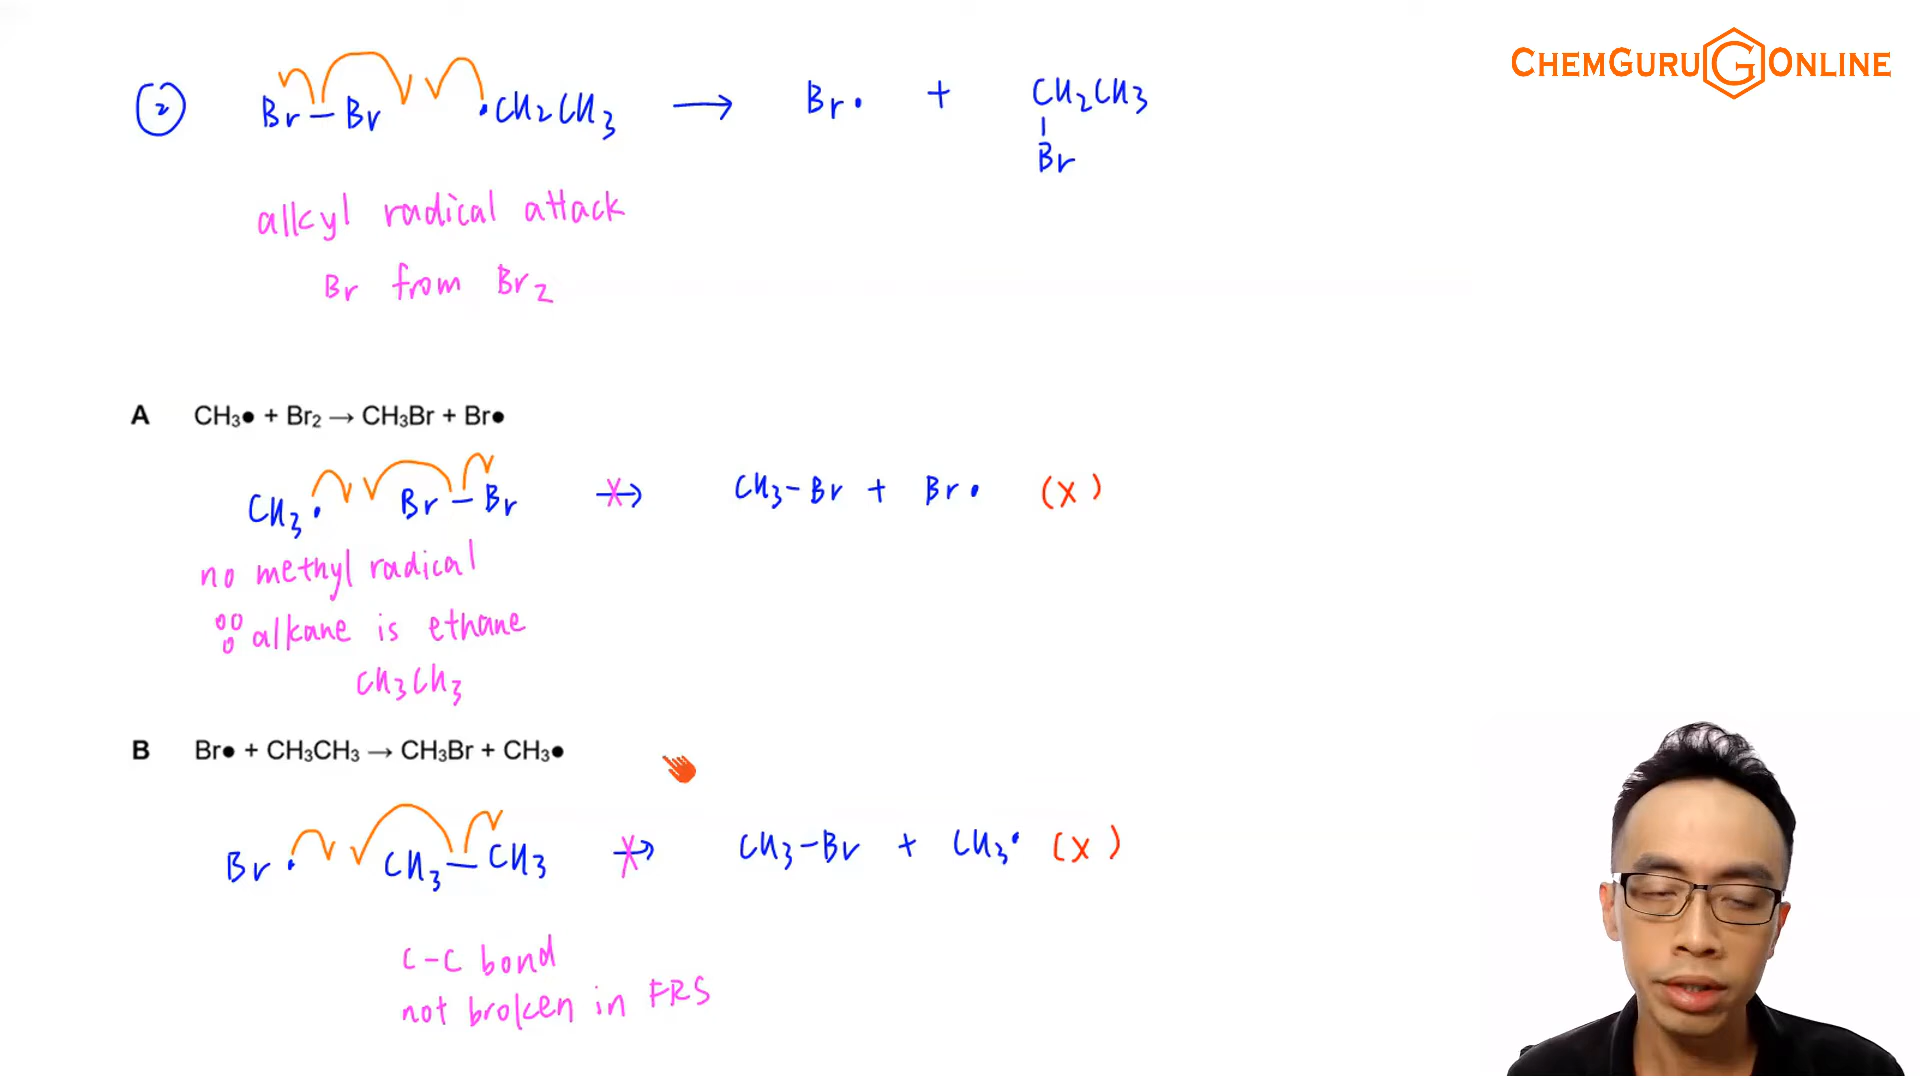 CHEMGURU G ONLINE
② Br – Br •CH2CH3 → Br• + CH2CH3
Br
alkyl radical attack
Br from Br2
A CH3● + Br2 → CH3Br + Br●
CH3• Br – Br → CH3–Br + Br• (X)
no methyl radical
∵ alkane is ethane
CH3CH3
B Br● + CH3CH3 → CH3Br + CH3●
Br• CH3 – CH3 → CH3–Br + CH3• (X)
C–C bond
not broken in FRS